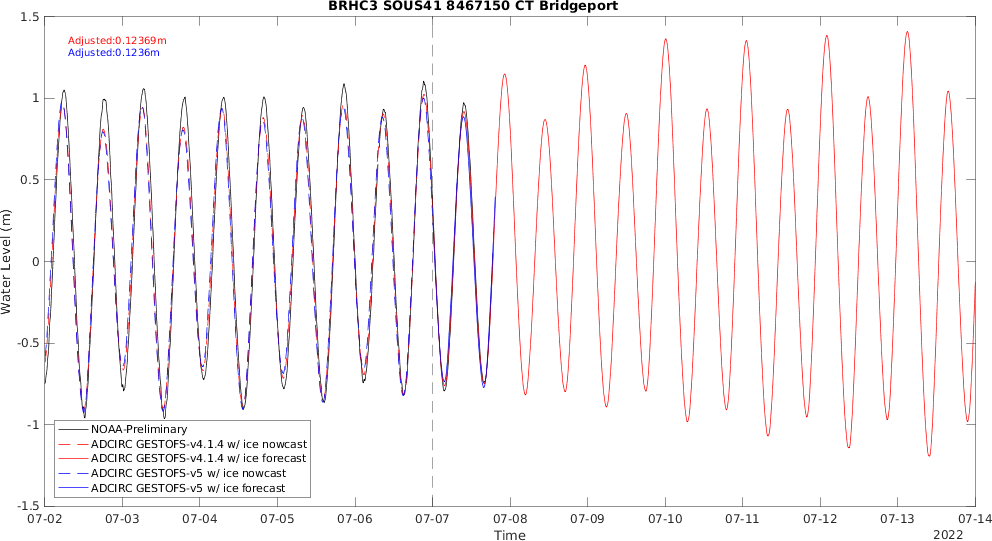 BRHC3 SOUS41 8467150 CT Bridgeport
Adjusted:0.12369m
Adjusted:0.1236m
1.5
1
0.5
0
-0.5
-1
-1.5
Water Level (m)
NOAA-Preliminary
ADCIRC GESTOFS-v4.1.4 w/ ice nowcast
ADCIRC GESTOFS-v4.1.4 w/ ice forecast
ADCIRC GESTOFS-v5 w/ ice nowcast
ADCIRC GESTOFS-v5 w/ ice forecast
07-02 07-03 07-04 07-05 07-06 07-07 07-08 07-09 07-10 07-11 07-12 07-13 07-14
Time
2022